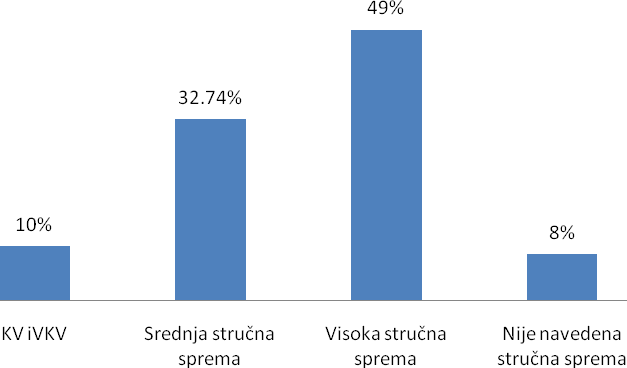 49%
32.74%
10%
8%
KV iVKV
Srednja stručna
sprema
Visoka stručna
sprema
Nije navedena
stručna sprema